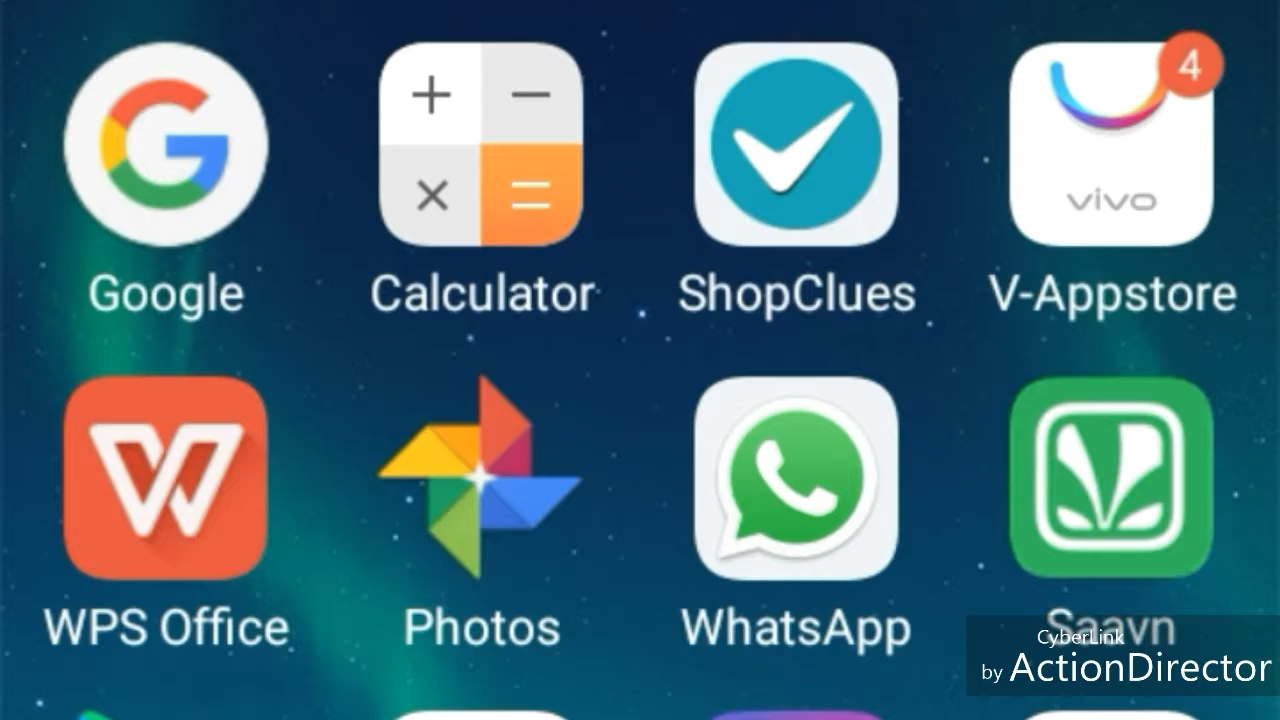 4
vivo
Google Calculator ShopClues V-Appstore
WPS Office Photos WhatsApp Saavn
CyberLink
by ActionDirector